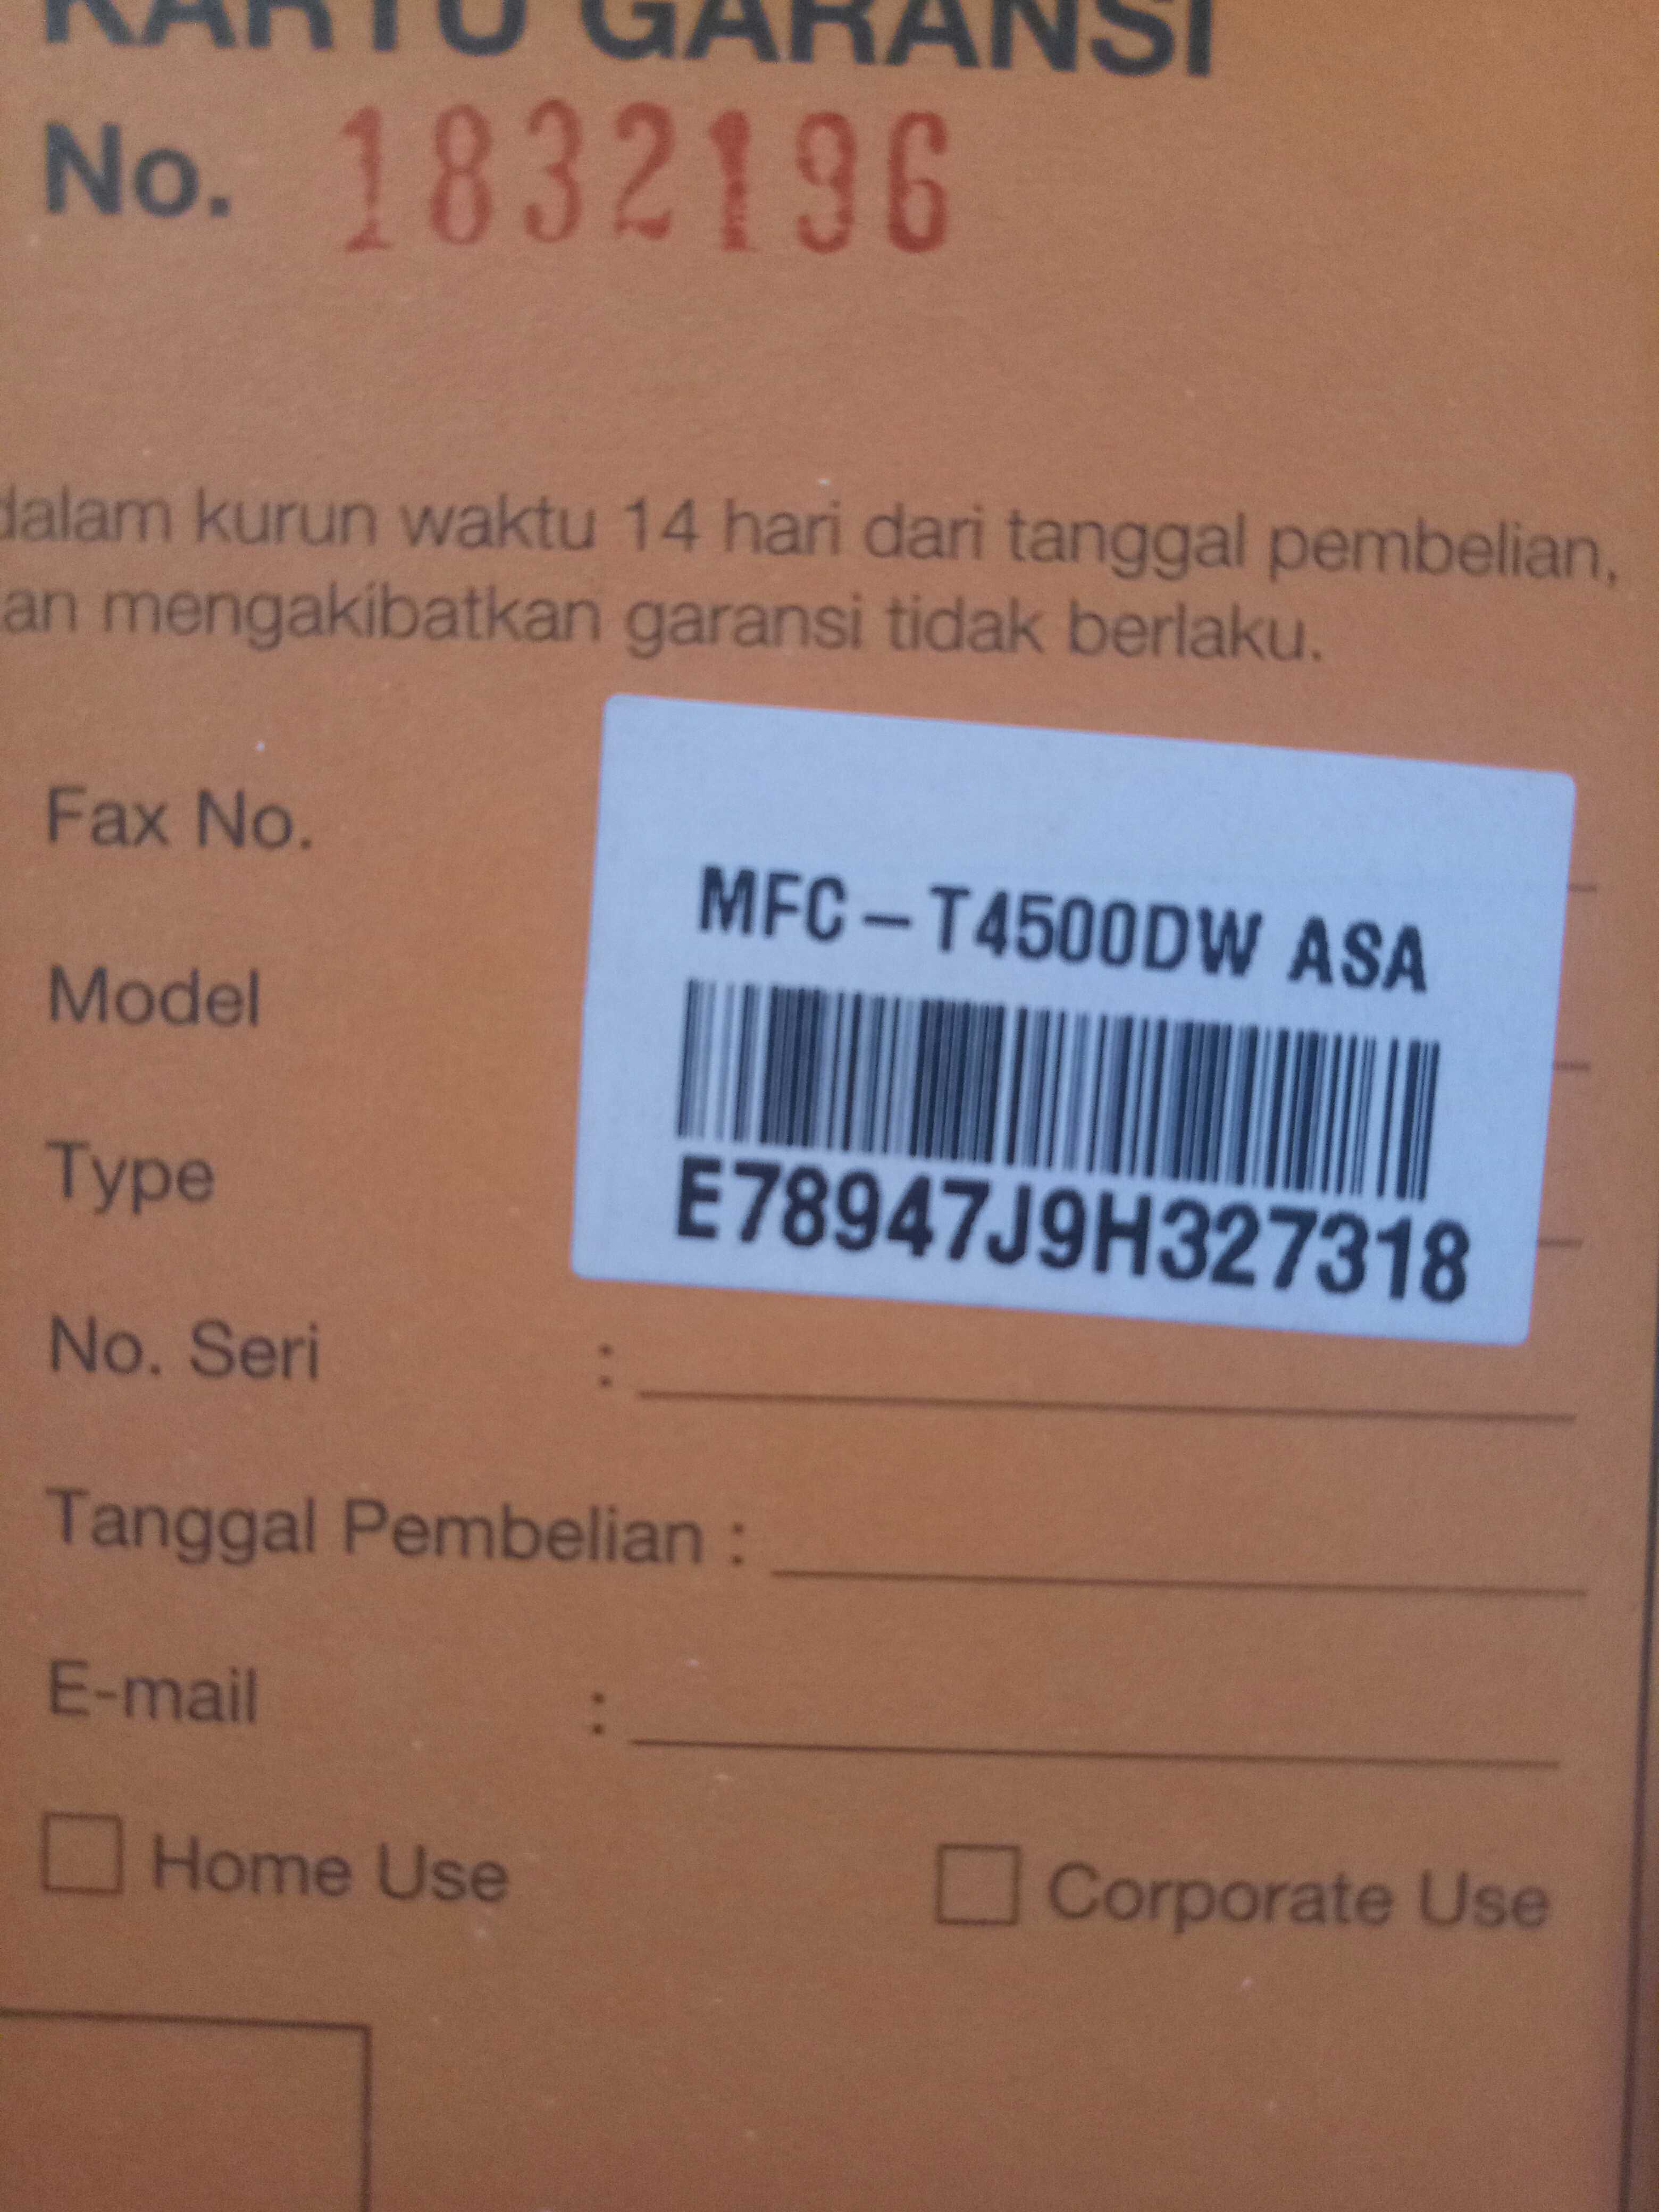 KARTU GARANSI
No. 1832196
dalam kurun waktu 14 hari dari tanggal pembelian,
an mengakibatkan garansi tidak berlaku.
Fax No.
MFC-T4500DW ASA
Model
Type
E78947J9H327318
No. Seri :
Tanggal Pembelian :
E-mail :
Home Use
Corporate Use